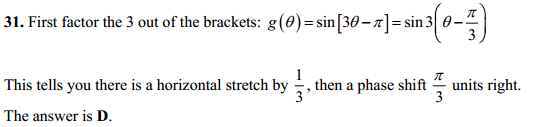 31. First factor the 3 out of the brackets: g(θ) = sin[3θ − π] = sin 3(θ − π/3)
This tells you there is a horizontal stretch by 1/3, then a phase shift π/3 units right.
The answer is D.